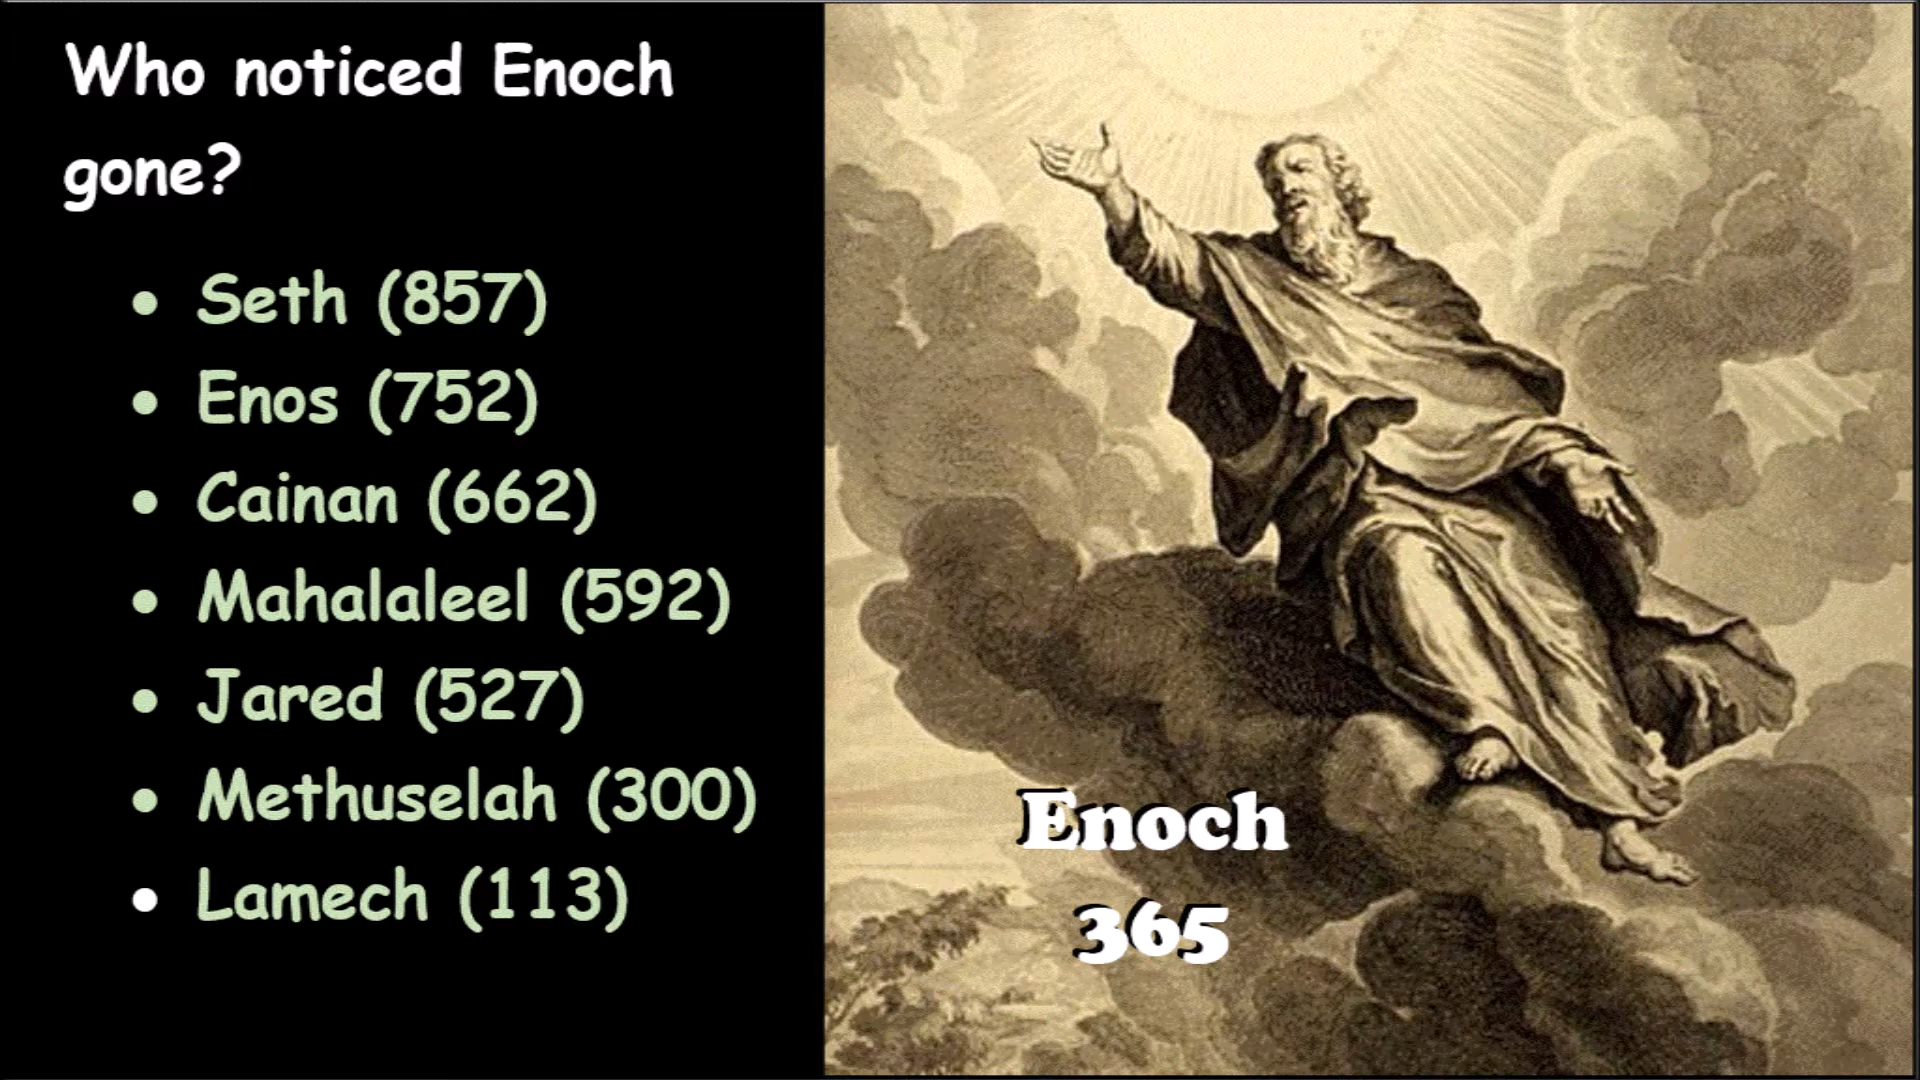 Who noticed Enoch
gone?
• Seth (857)
• Enos (752)
• Cainan (662)
• Mahalaleel (592)
• Jared (527)
• Methuselah (300)
• Lamech (113)
Enoch
365